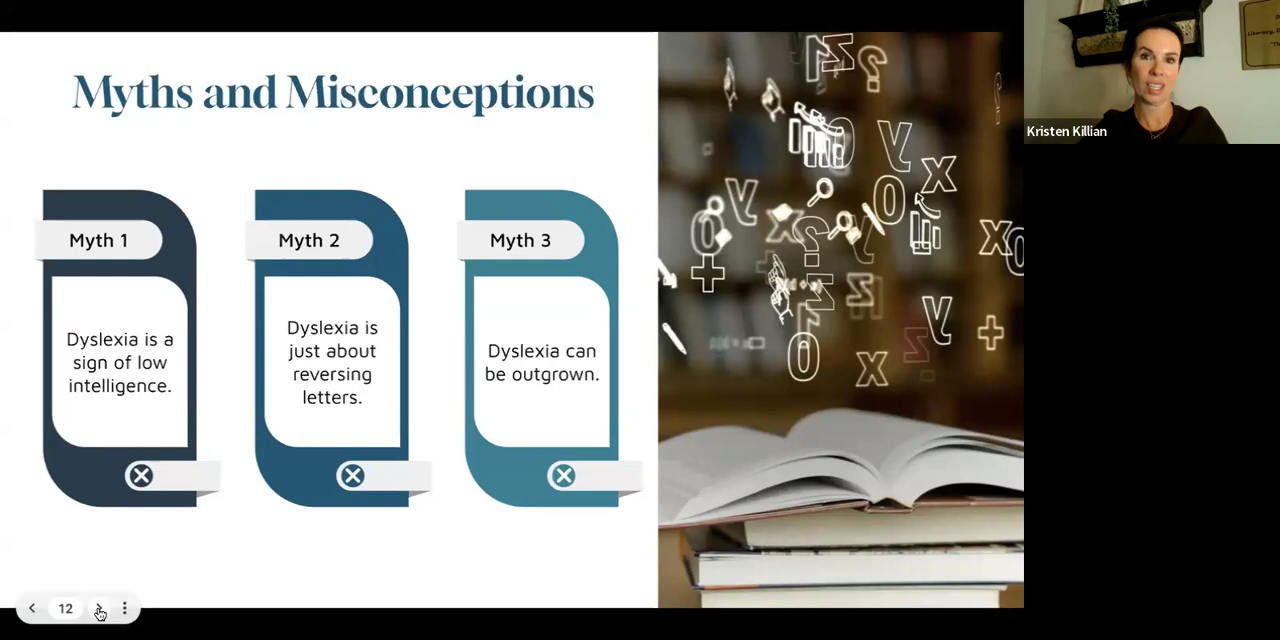 Myths and Misconceptions
Myth 1
Dyslexia is a
sign of low
intelligence.
Myth 2
Dyslexia is
just about
reversing
letters.
Myth 3
Dyslexia can
be outgrown.
12
Kristen Killian